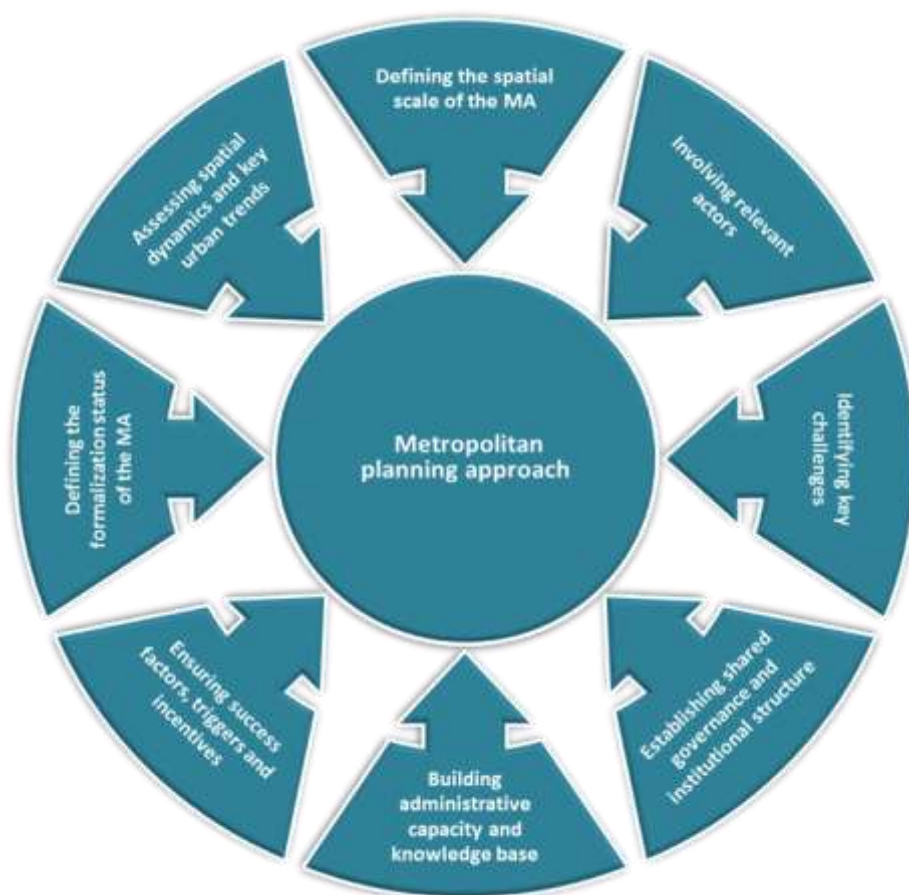 Defining the spatial
scale of the MA
Involving relevant
actors
Identifying key
challenges
Establishing shared
governance and
institutional structure
Building
administrative
capacity and
knowledge base
Ensuring success
factors, triggers and
incentives
Defining the
formalization status
of the MA
Assessing spatial
dynamics and key
urban trends
Metropolitan
planning approach